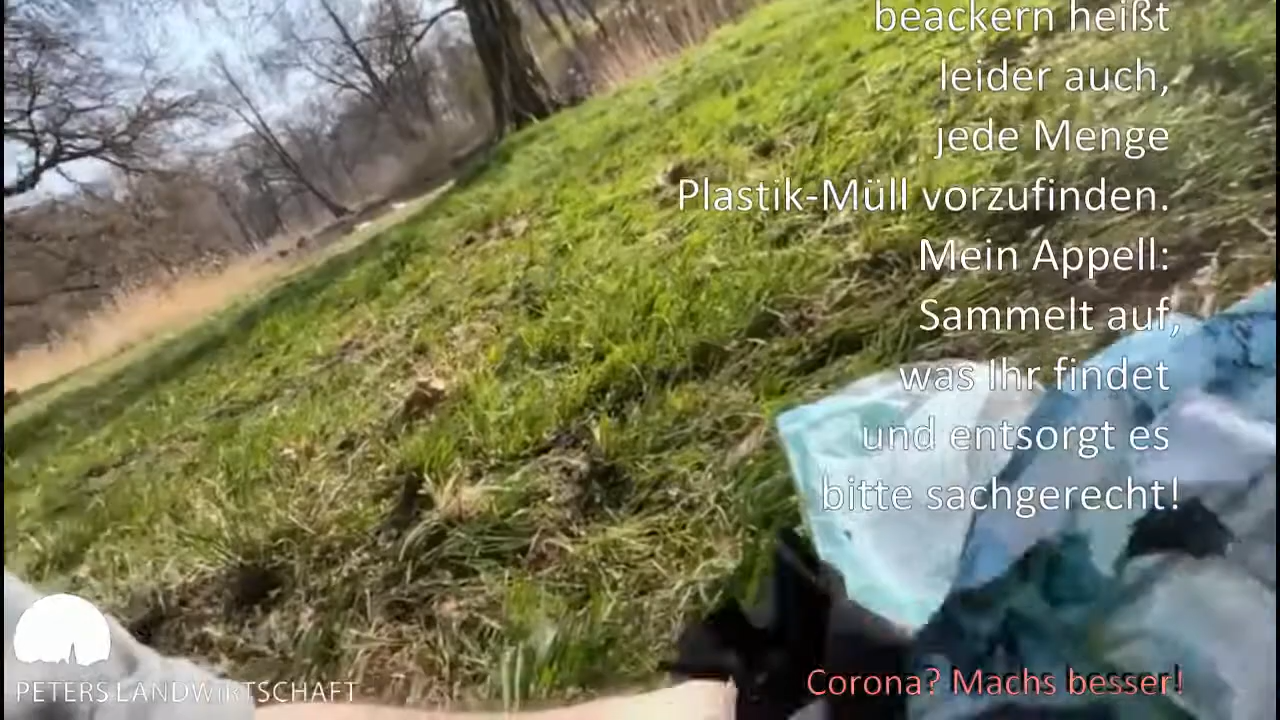 beackern heißt
leider auch,
jede Menge
Plastik-Müll vorzufinden.
Mein Appell:
Sammelt auf,
was Ihr findet
und entsorgt es
bitte sachgerecht!
PETERS LANDWIRTSCHAFT
Corona? Machs besser!